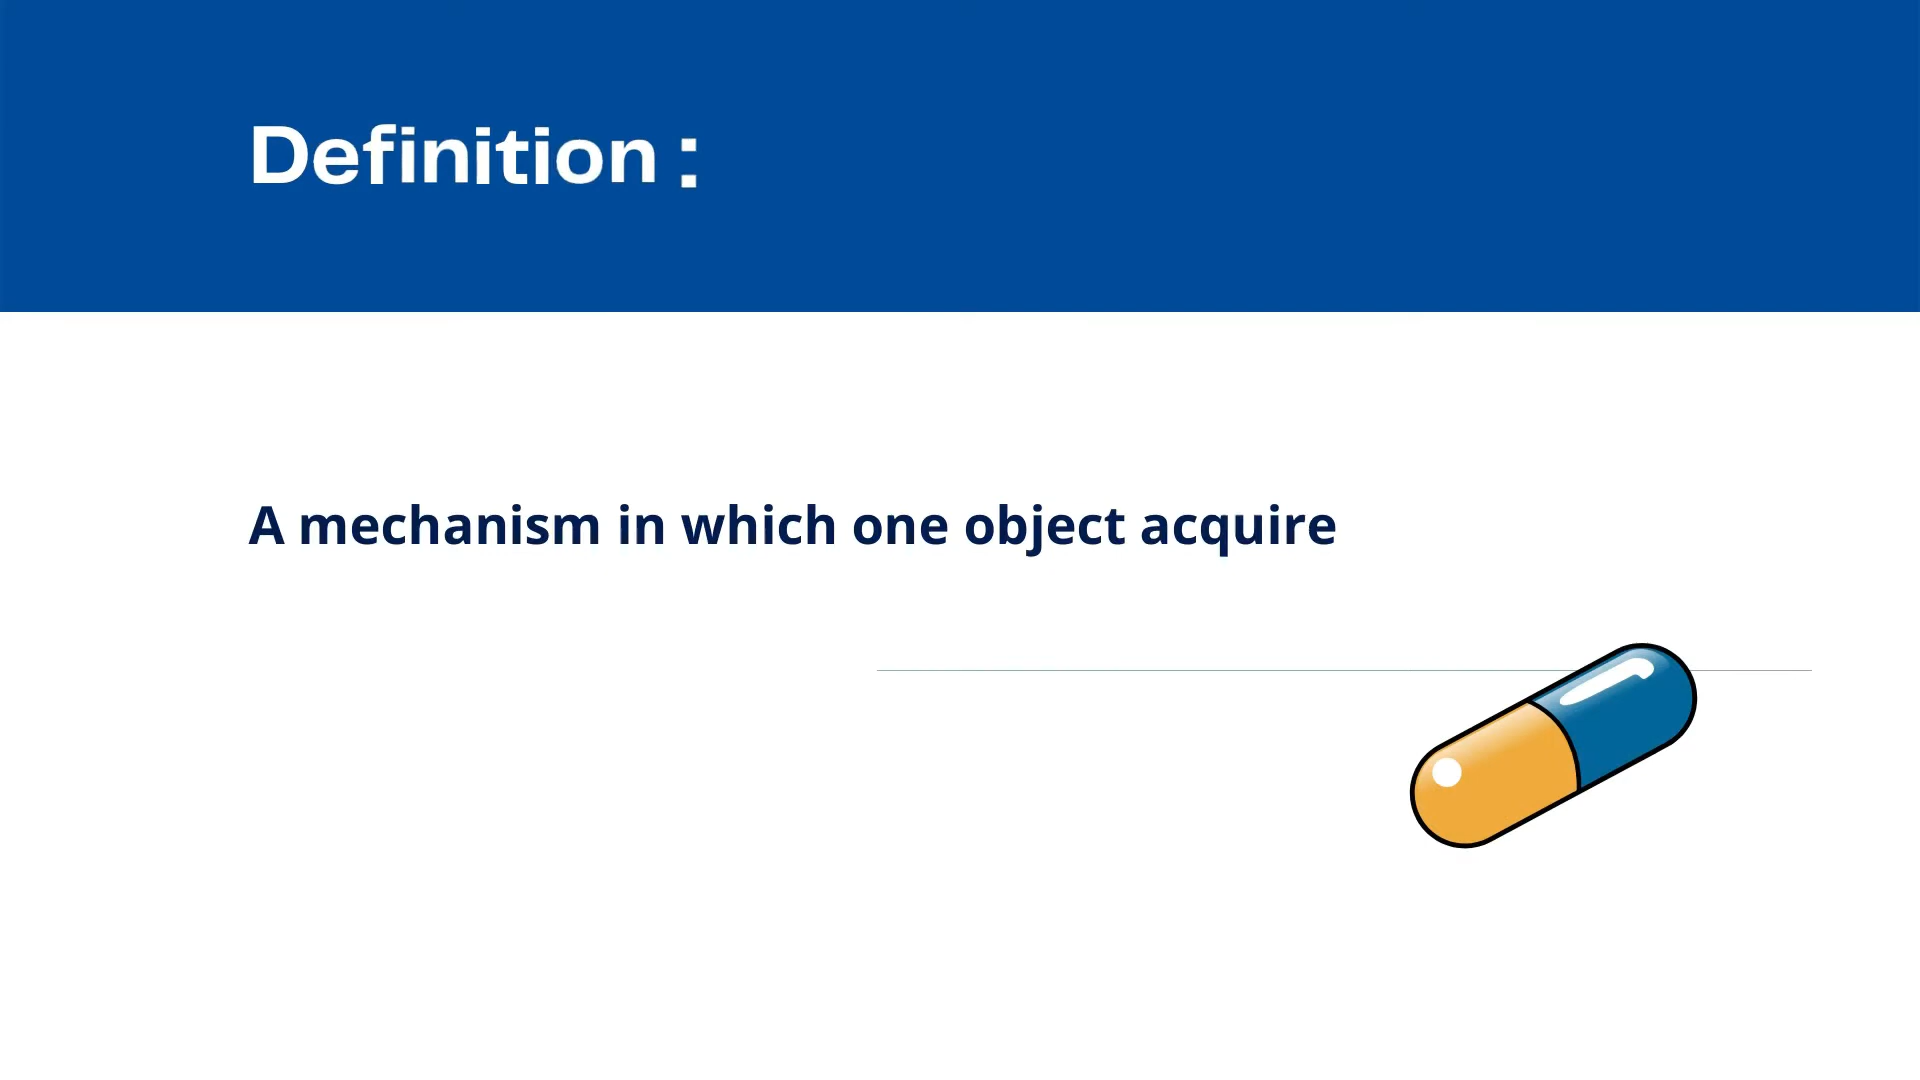 Definition :
A mechanism in which one object acquire